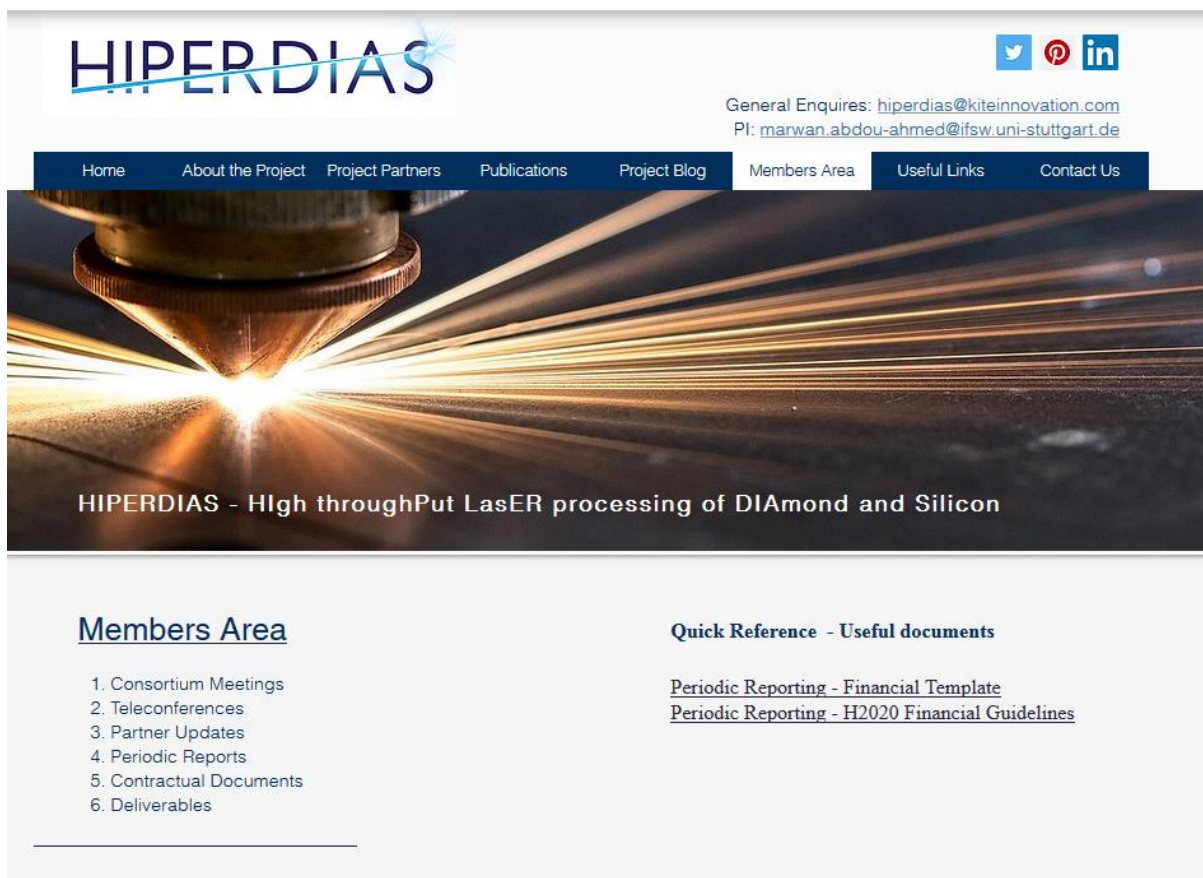 HIPERDIAS
General Enquires: hiperdias@kiteinnovation.com
PI: marwan.abdou-ahmed@ifsw.uni-stuttgart.de
Home About the Project Project Partners Publications Project Blog Members Area Useful Links Contact Us
HIPERDIAS - HIgh throughPut LasER processing of DIAmond and Silicon
Members Area
1. Consortium Meetings
2. Teleconferences
3. Partner Updates
4. Periodic Reports
5. Contractual Documents
6. Deliverables
Quick Reference - Useful documents
Periodic Reporting - Financial Template
Periodic Reporting - H2020 Financial Guidelines